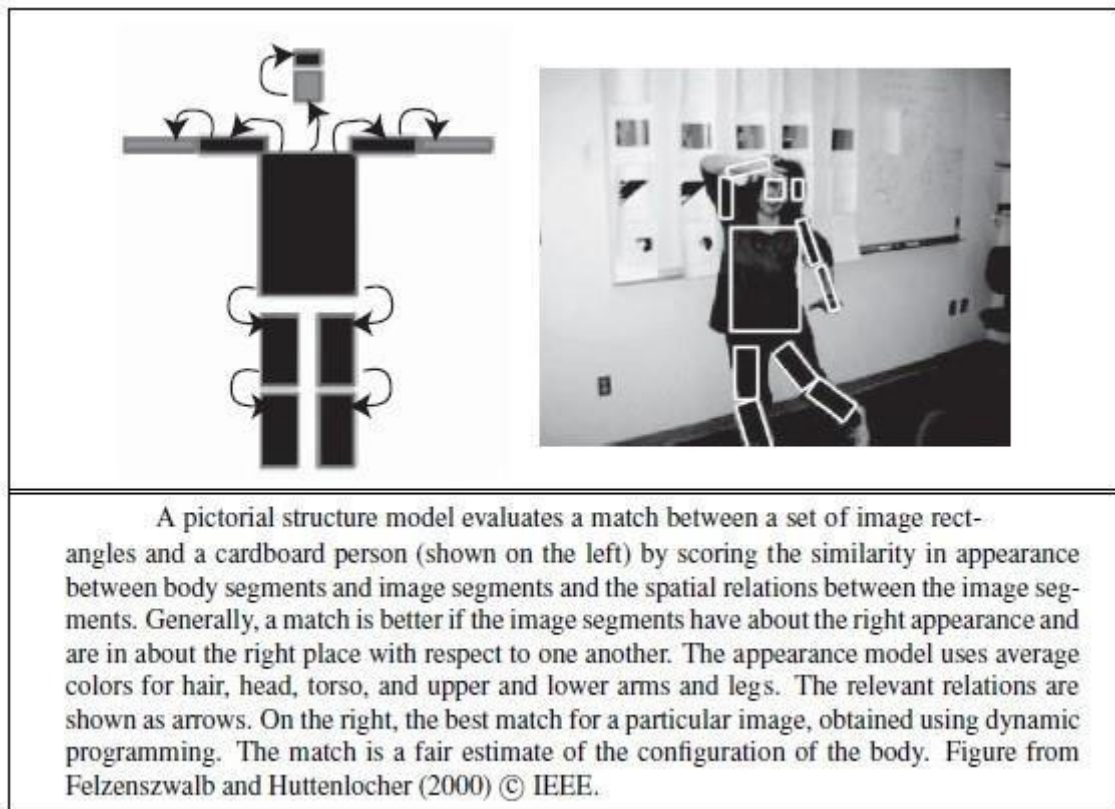 A pictorial structure model evaluates a match between a set of image rect-
angles and a cardboard person (shown on the left) by scoring the similarity in appearance
between body segments and image segments and the spatial relations between the image seg-
ments. Generally, a match is better if the image segments have about the right appearance and
are in about the right place with respect to one another. The appearance model uses average
colors for hair, head, torso, and upper and lower arms and legs. The relevant relations are
shown as arrows. On the right, the best match for a particular image, obtained using dynamic
programming. The match is a fair estimate of the configuration of the body. Figure from
Felzenszwalb and Huttenlocher (2000) © IEEE.